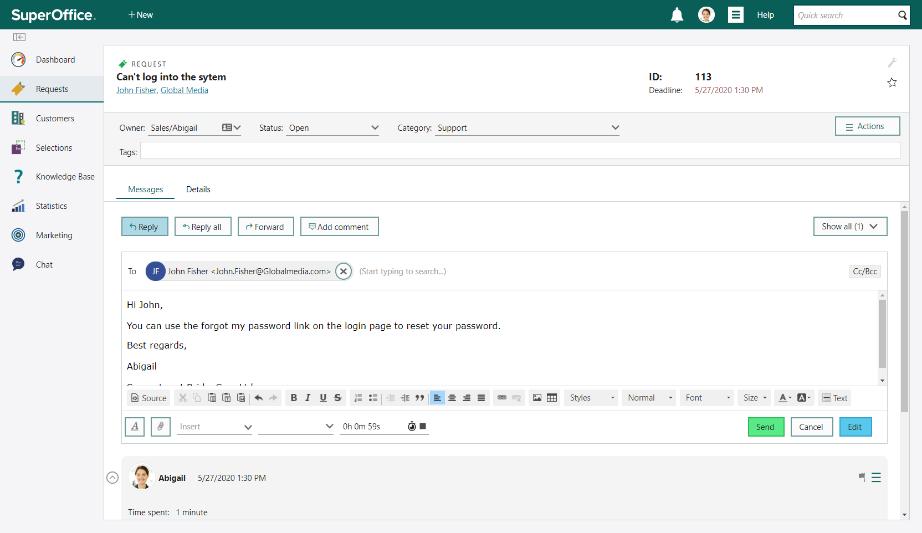 SuperOffice.
+New
Help
Quick search
Dashboard
Requests
Customers
Selections
Knowledge Base
Statistics
Marketing
Chat
REQUEST
Can't log into the sytem
John Fisher, Global Media
ID: 113
Deadline: 5/27/2020 1:30 PM
Owner: Sales/Abigail
Status: Open
Category: Support
Actions
Tags:
Messages
Details
Reply
Reply all
Forward
Add comment
Show all (1)
To
JF
John Fisher <John.Fisher@Globalmedia.com>
(Start typing to search...)
Cc/Bcc
Hi John,
You can use the forgot my password link on the login page to reset your password.
Best regards,
Abigail
Source
B I U S
Styles
Normal
Font
Size
A
A
Text
A
Insert
0h 0m 59s
Send
Cancel
Edit
Abigail 5/27/2020 1:30 PM
Time spent: 1 minute